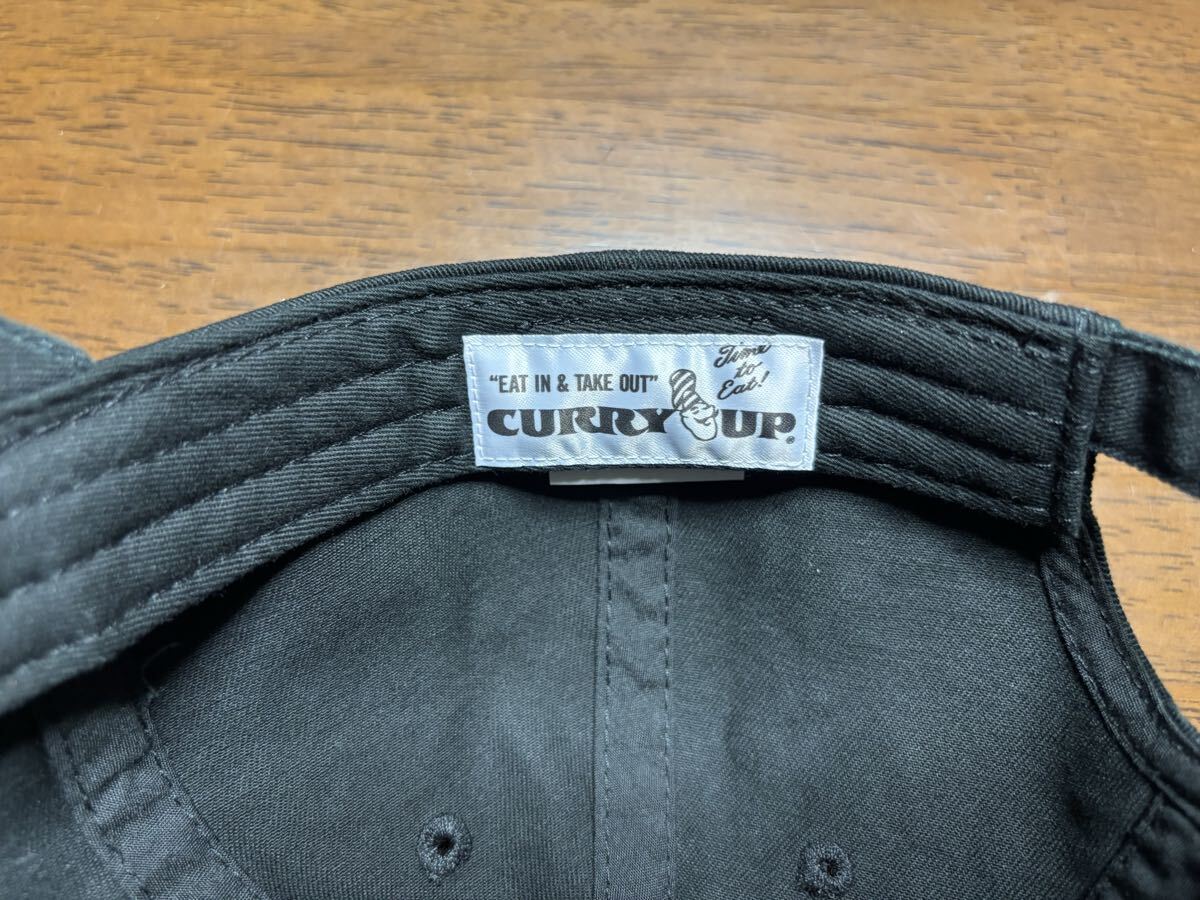 "EAT IN & TAKE OUT"
Time
to
Eat!
CURRY UP®